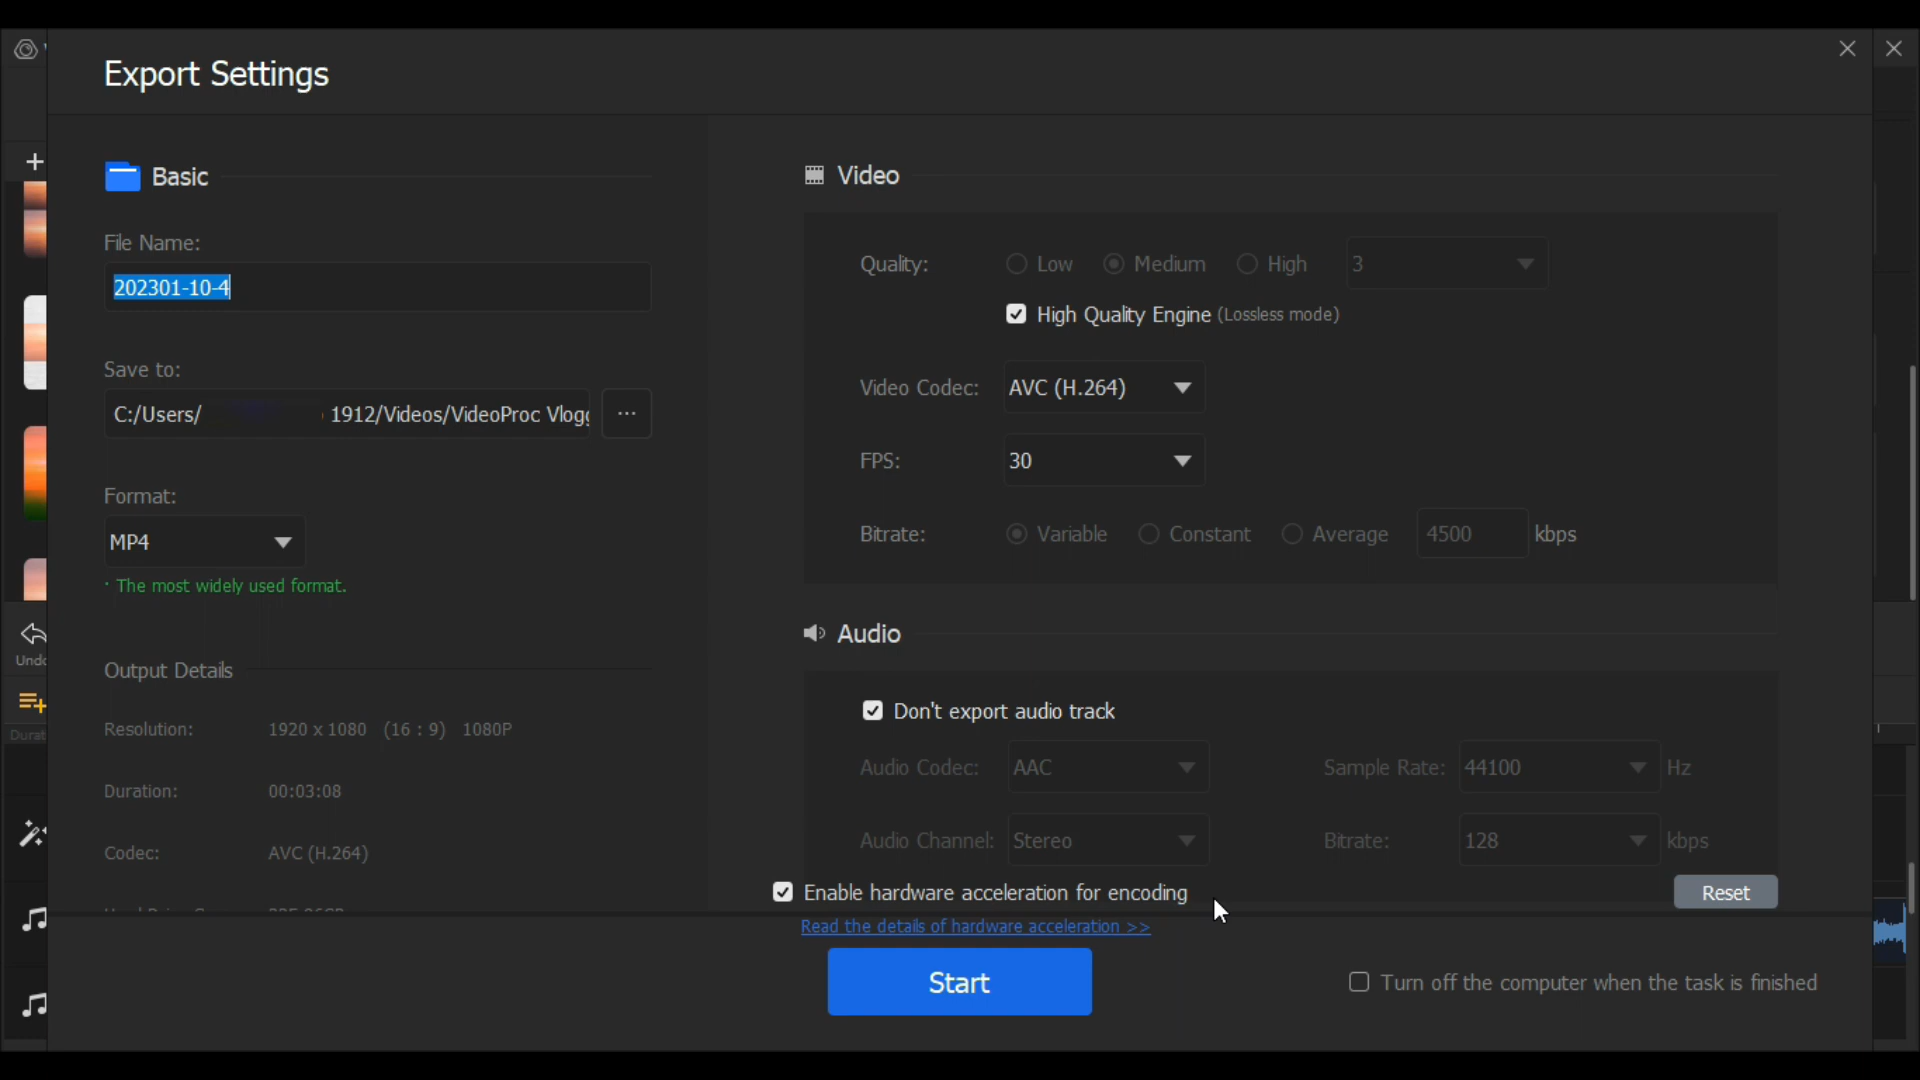 Export Settings
Basic
File Name:
202301-10-4
Save to:
C:/Users/ 1912/Videos/VideoProc Vlogg
...
Format:
MP4
· The most widely used format.
Output Details
Resolution: 1920 x 1080 (16 : 9) 1080P
Duration: 00:03:08
Codec: AVC (H.264)
Video
Quality: Low Medium High 3
High Quality Engine (Lossless mode)
Video Codec: AVC (H.264)
FPS: 30
Bitrate: Variable Constant Average 4500 kbps
Audio
Don't export audio track
Audio Codec: AAC Sample Rate: 44100 Hz
Audio Channel: Stereo Bitrate: 128 kbps
Enable hardware acceleration for encoding
Reset
Read the details of hardware acceleration >>
Start
Turn off the computer when the task is finished